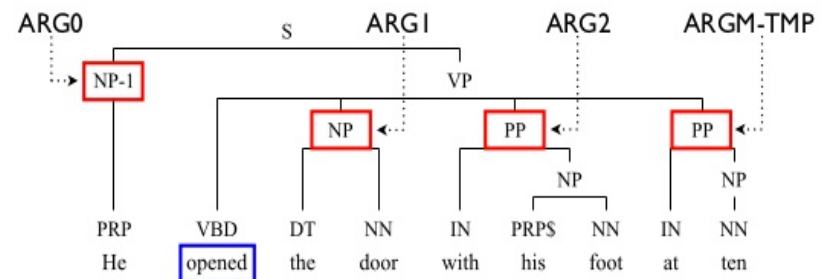 ARG0 S ARG1 ARG2 ARGM-TMP
NP-1 VP
NP PP PP
NP NP
PRP VBD DT NN IN PRP$ NN IN NN
He opened the door with his foot at ten